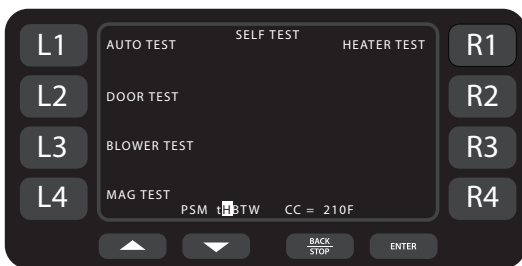 SELF TEST
L1 AUTO TEST HEATER TEST R1
L2 DOOR TEST R2
L3 BLOWER TEST R3
L4 MAG TEST R4
PSM tHBTW CC = 210F
BACK
STOP
ENTER